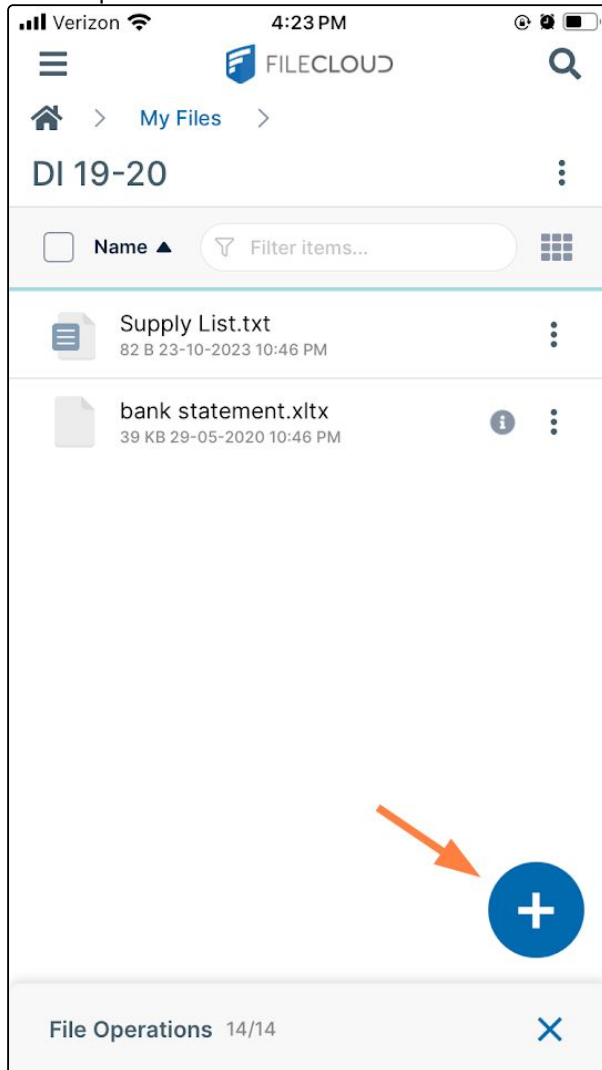 Verizon 4:23 PM
FILECLOUD
My Files
DI 19-20
Name Filter items...
Supply List.txt
82 B 23-10-2023 10:46 PM
bank statement.xltx
39 KB 29-05-2020 10:46 PM
File Operations 14/14